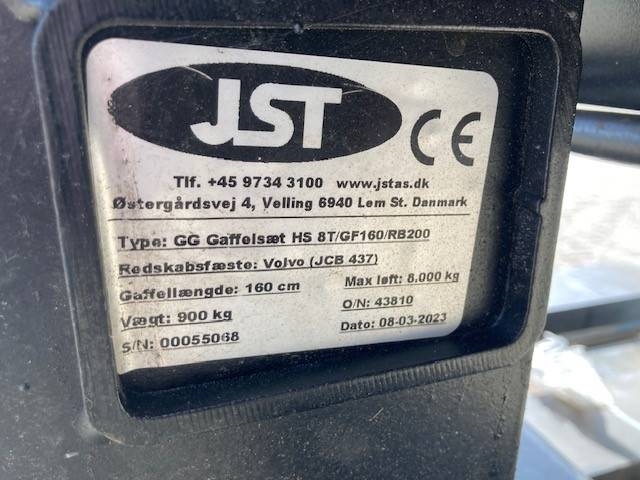 JST CE
Tlf. +45 9734 3100 www.jstas.dk
Østergårdsvej 4, Velling 6940 Lem St. Danmark
Type: GG Gaffelsæt HS 8T/GF160/RB200
Redskabsfæste: Volvo (JCB 437)
Gaffellængde: 160 cm Max løft: 8.000 kg
Vægt: 900 kg O/N: 43810
S/N: 00055068 Dato: 08-03-2023